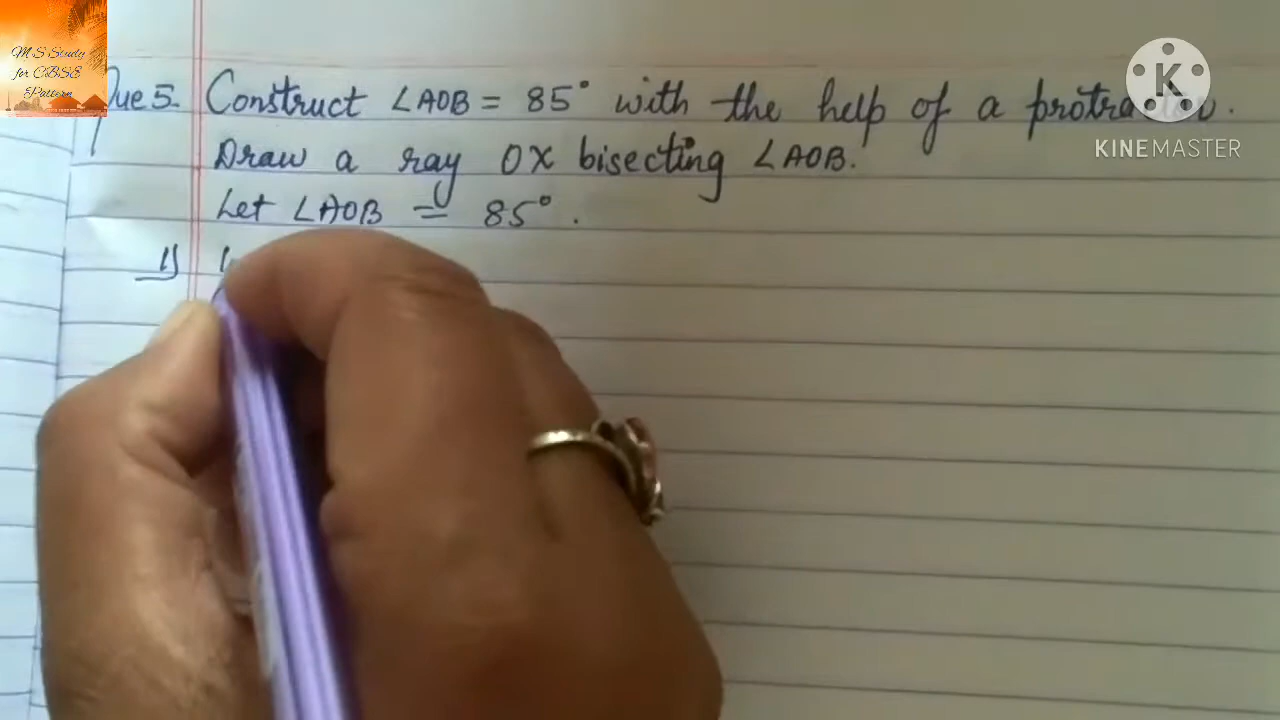 M S Study
for CBSE
Pattern
Que 5. Construct ∠AOB = 85° with the help of a protractor.
Draw a ray OX bisecting ∠AOB.
Let ∠AOB = 85°.
1)
KINEMASTER